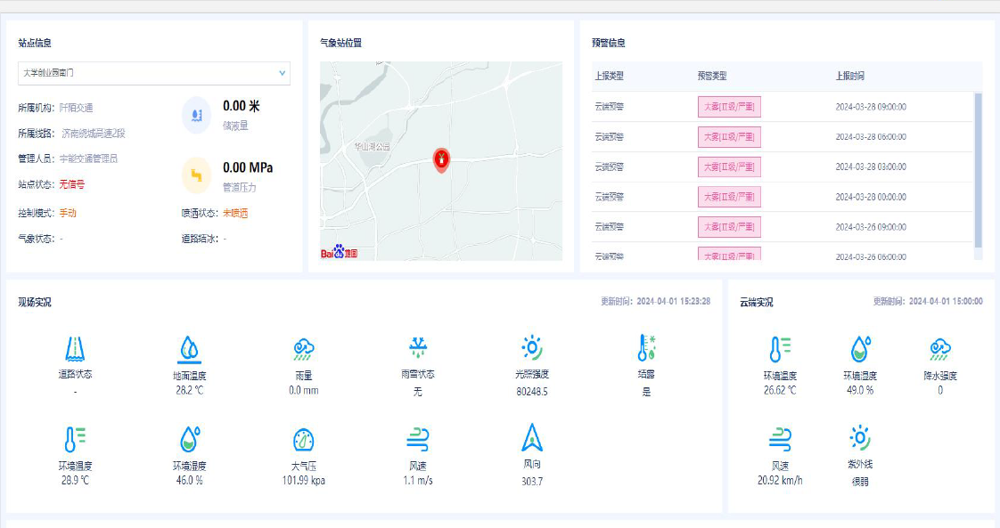 站点信息
大学创业园南门
所属机构：阡陌交通
所属线路：济南绕城高速2段
管理人员：宇能交通管理员
站点状态：无信号
控制模式：手动
气象状态：-
0.00 米
储液量
0.00 MPa
管道压力
喷洒状态：未喷洒
道路结冰：-
气象站位置
华山湖公园
Bai du 地图
预警信息
上报类型 预警类型 上报时间
云端预警 大雾[II级/严重] 2024-03-28 09:00:00
云端预警 大雾[II级/严重] 2024-03-28 06:00:00
云端预警 大雾[II级/严重] 2024-03-28 03:00:00
云端预警 大雾[II级/严重] 2024-03-28 00:00:00
云端预警 大雾[II级/严重] 2024-03-26 09:00:00
云端预警 大雾[II级/严重] 2024-03-26 06:00:00
现场实况 更新时间：2024-04-01 15:23:28
道路状态 地面温度 雨量 雨雪状态 光照强度 结露
- 28.2 ℃ 0.0 mm 无 80248.5 是
环境温度 环境湿度 大气压 风速 风向
28.9 ℃ 46.0 % 101.99 kpa 1.1 m/s 303.7
云端实况 更新时间：2024-04-01 15:00:00
环境温度 环境湿度 降水强度
26.62 ℃ 49.0 % 0
风速 紫外线
20.92 km/h 很弱